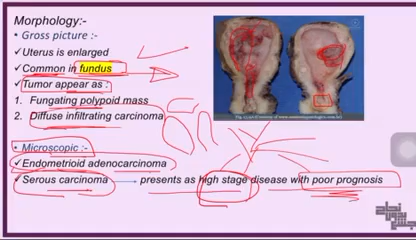 Morphology:-
• Gross picture :-
✓Uterus is enlarged
✓Common in fundus
✓Tumor appear as :
1. Fungating polypoid mass
2. Diffuse infiltrating carcinoma
• Microscopic :-
✓Endometrioid adenocarcinoma
✓Serous carcinoma → presents as high stage disease with poor prognosis